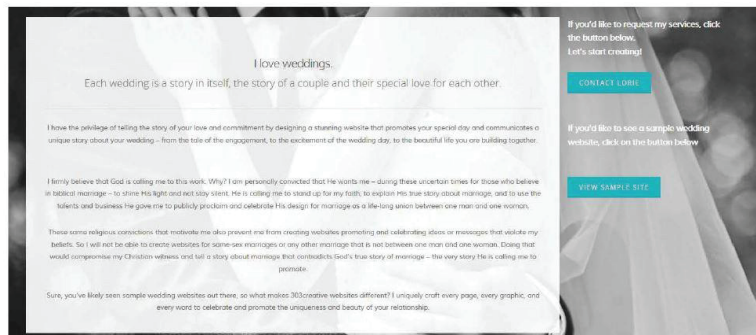 I love weddings.
Each wedding is a story in itself, the story of a couple and their special love for each other.
I have the privilege of telling the story of your love and commitment by designing a stunning website that promotes your special day and communicates a
unique story about your wedding – from the tale of the engagement, to the excitement of the wedding day, to the beautiful life you are building together.
I firmly believe that God is calling me to this work. Why? I am personally convicted that He wants me – during these uncertain times for those who believe
in biblical marriage – to shine His light and not stay silent. He is calling me to stand up for my faith, to explain His true story about marriage, and to use the
talents and business He gave me to publicly proclaim and celebrate His design for marriage as a life-long union between one man and one woman.
These same religious convictions that motivate me also prevent me from creating websites promoting and celebrating ideas or messages that violate my
beliefs. So I will not be able to create websites for same-sex marriages or any other marriage that is not between one man and one woman. Doing that
would compromise my Christian witness and tell a story about marriage that contradicts God's true story of marriage – the very story He is calling me to
promote.
Sure, you've likely seen sample wedding websites out there, so what makes 303creative websites different? I uniquely craft every page, every graphic, and
every word to celebrate and promote the uniqueness and beauty of your relationship.
If you'd like to request my services, click
the button below.
Let's start creating!
CONTACT LORIE
If you'd like to see a sample wedding
website, click on the button below
VIEW SAMPLE SITE